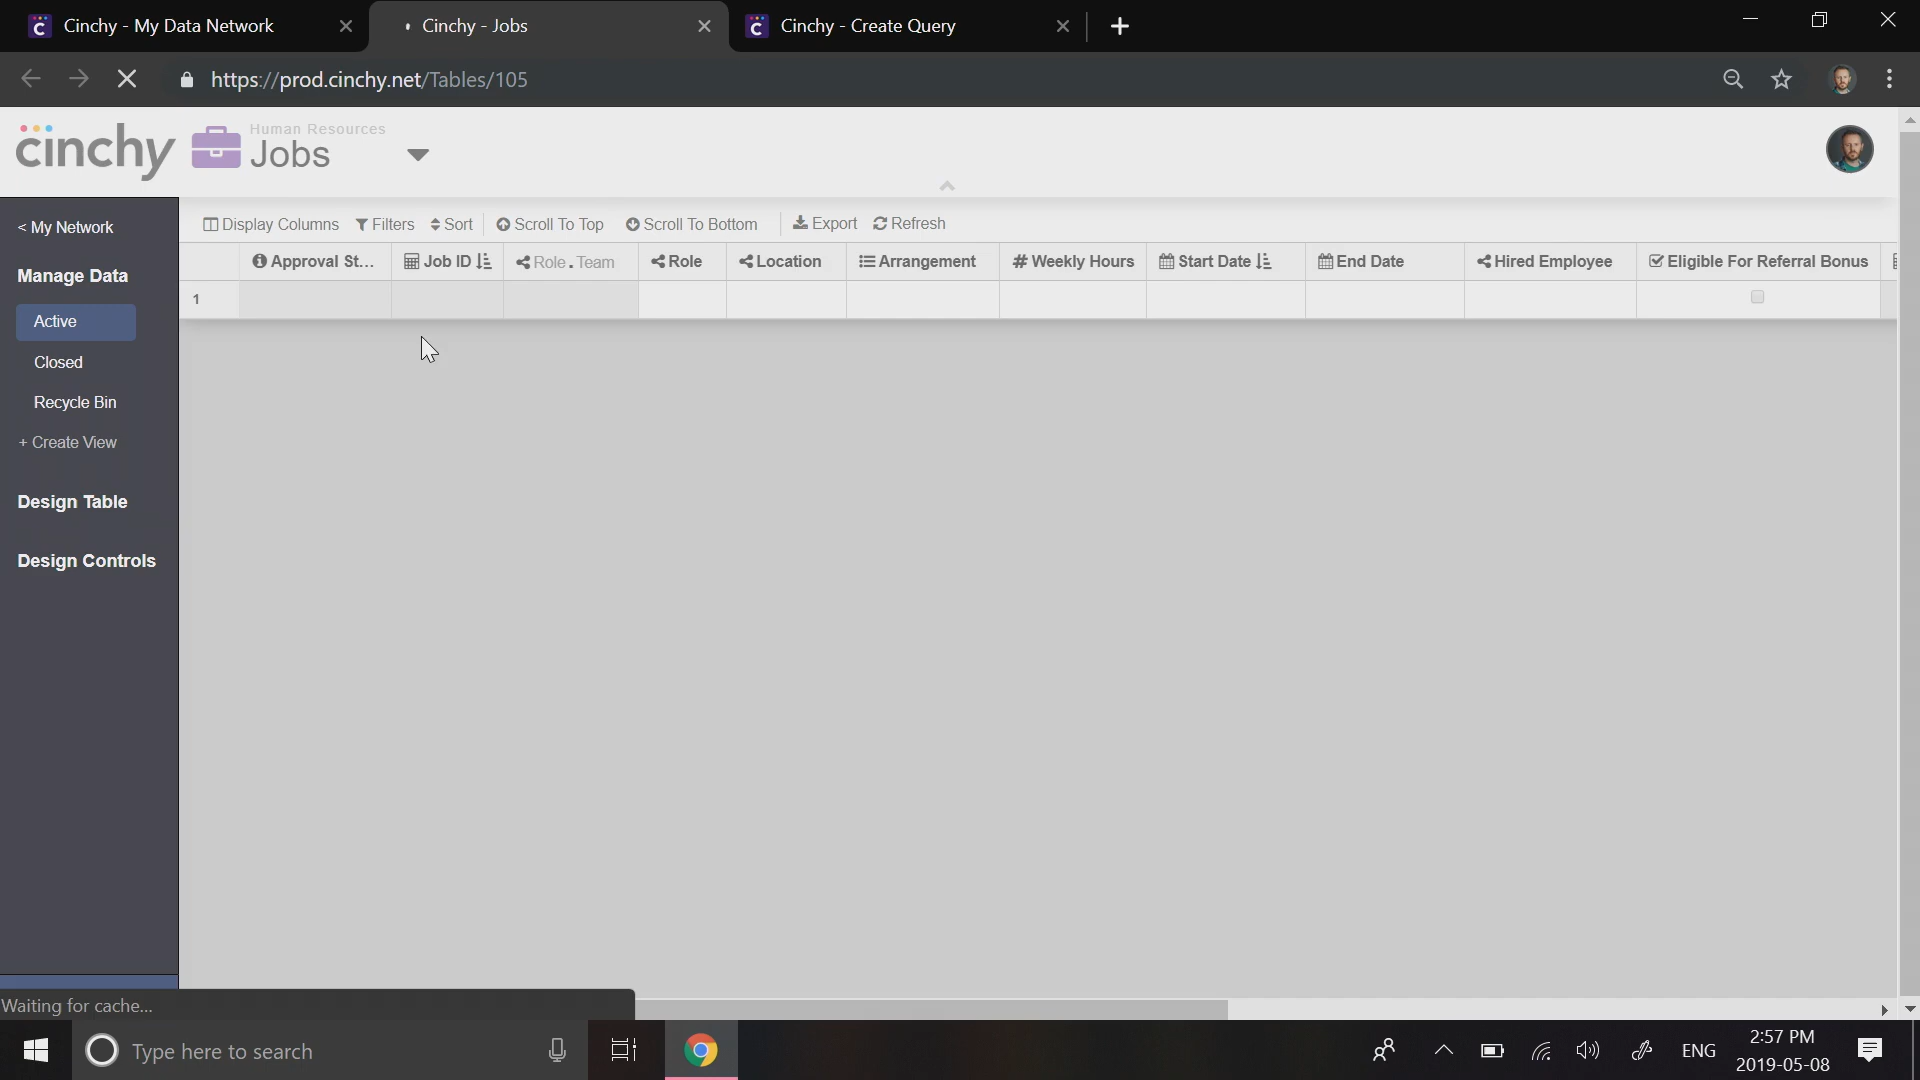 Cinchy - My Data Network
Cinchy - Jobs
Cinchy - Create Query
https://prod.cinchy.net/Tables/105
cinchy
Human Resources
Jobs
< My Network
Manage Data
Active
Closed
Recycle Bin
+ Create View
Design Table
Design Controls
Display Columns Filters Sort Scroll To Top Scroll To Bottom Export Refresh
Approval St... Job ID Role . Team Role Location Arrangement # Weekly Hours Start Date End Date Hired Employee Eligible For Referral Bonus
1
Waiting for cache...
Type here to search
ENG
2:57 PM
2019-05-08